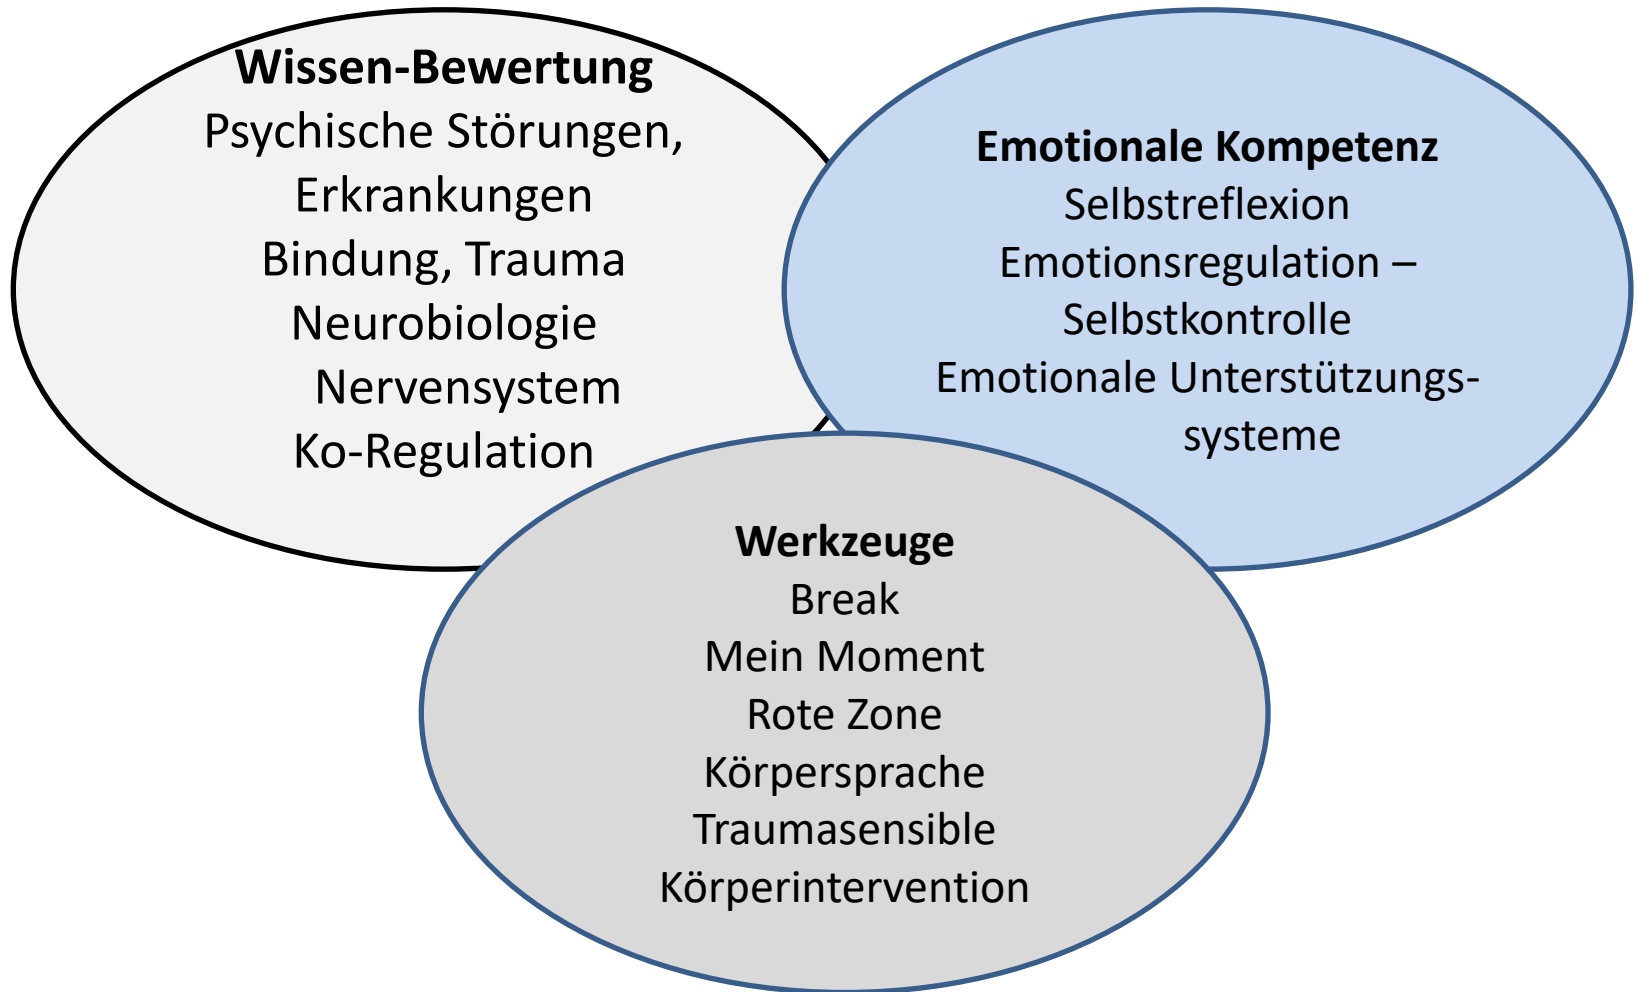 Wissen-Bewertung
Psychische Störungen,
Erkrankungen
Bindung, Trauma
Neurobiologie
Nervensystem
Ko-Regulation
Emotionale Kompetenz
Selbstreflexion
Emotionsregulation –
Selbstkontrolle
Emotionale Unterstützungs-
systeme
Werkzeuge
Break
Mein Moment
Rote Zone
Körpersprache
Traumasensible
Körperintervention